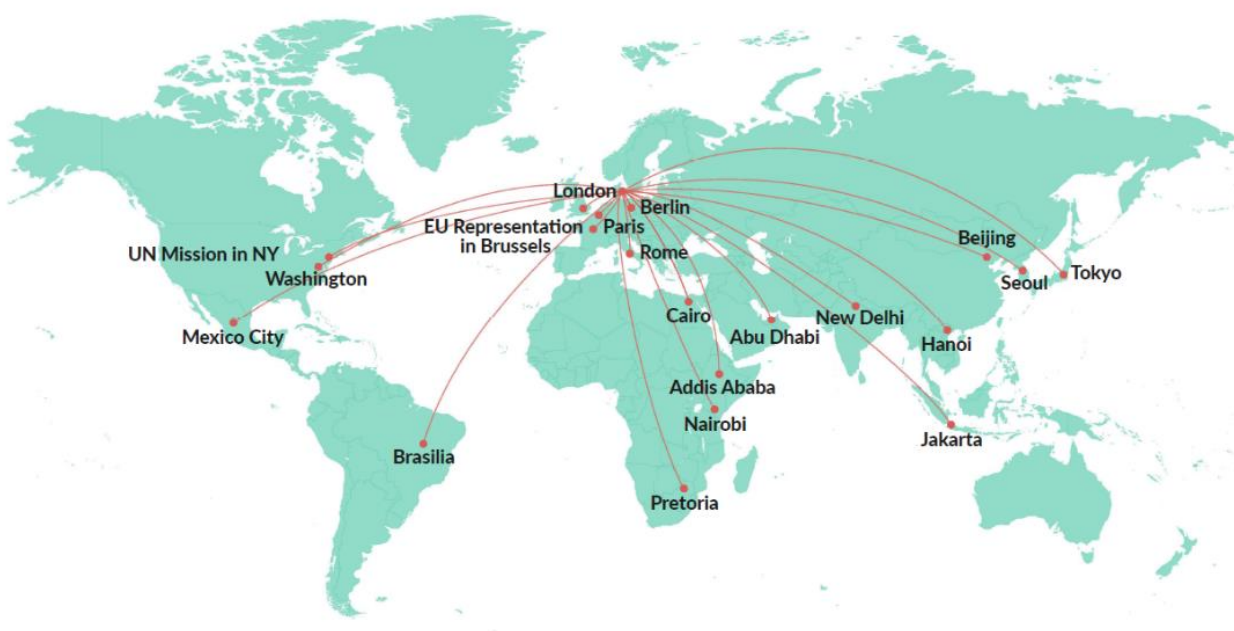 London
Berlin
EU Representation
in Brussels
Paris
Beijing
UN Mission in NY
Washington
Rome
Seoul
Tokyo
Cairo
Abu Dhabi
New Delhi
Mexico City
Hanoi
Addis Ababa
Nairobi
Jakarta
Brasilia
Pretoria